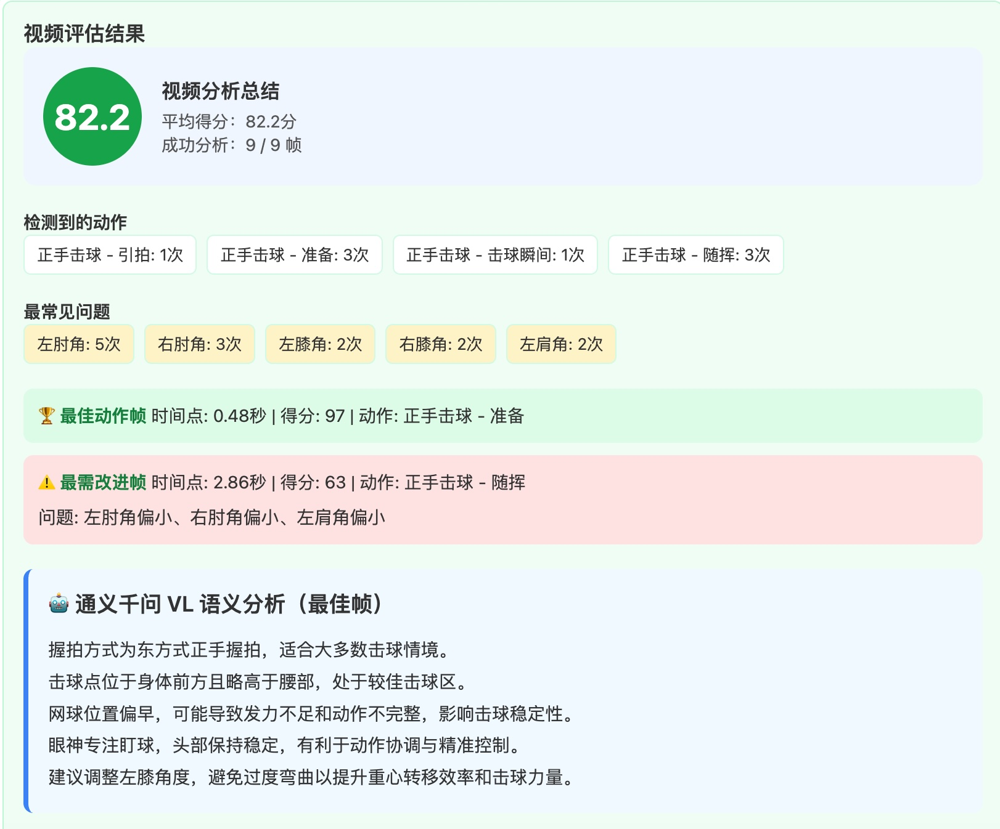 视频评估结果
82.2
视频分析总结
平均得分：82.2分
成功分析：9 / 9 帧
检测到的动作
正手击球 - 引拍: 1次
正手击球 - 准备: 3次
正手击球 - 击球瞬间: 1次
正手击球 - 随挥: 3次
最常见问题
左肘角: 5次
右肘角: 3次
左膝角: 2次
右膝角: 2次
左肩角: 2次
🏆 最佳动作帧 时间点: 0.48秒 | 得分: 97 | 动作: 正手击球 - 准备
⚠️ 最需改进帧 时间点: 2.86秒 | 得分: 63 | 动作: 正手击球 - 随挥
问题: 左肘角偏小、右肘角偏小、左肩角偏小
🤖 通义千问 VL 语义分析（最佳帧）
握拍方式为东方式正手握拍，适合大多数击球情境。
击球点位于身体前方且略高于腰部，处于较佳击球区。
网球位置偏早，可能导致发力不足和动作不完整，影响击球稳定性。
眼神专注盯球，头部保持稳定，有利于动作协调与精准控制。
建议调整左膝角度，避免过度弯曲以提升重心转移效率和击球力量。